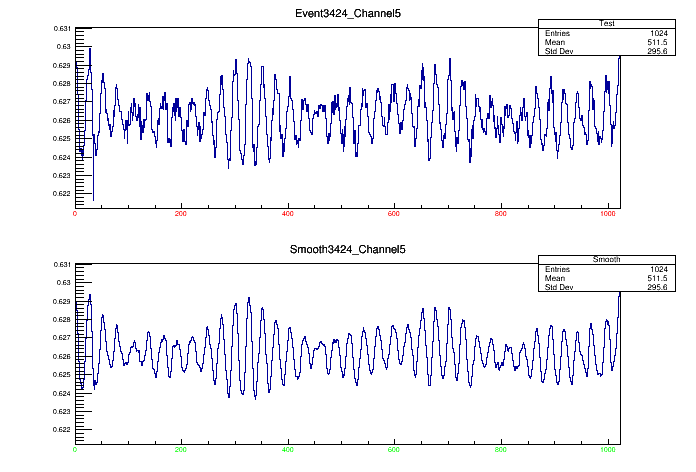 Event3424_Channel5
Test
Entries 1024
Mean 511.5
Std Dev 295.6
0.631
0.63
0.629
0.628
0.627
0.626
0.625
0.624
0.623
0.622
0 200 400 600 800 1000
Smooth3424_Channel5
Smooth
Entries 1024
Mean 511.5
Std Dev 295.6
0.631
0.63
0.629
0.628
0.627
0.626
0.625
0.624
0.623
0.622
0 200 400 600 800 1000